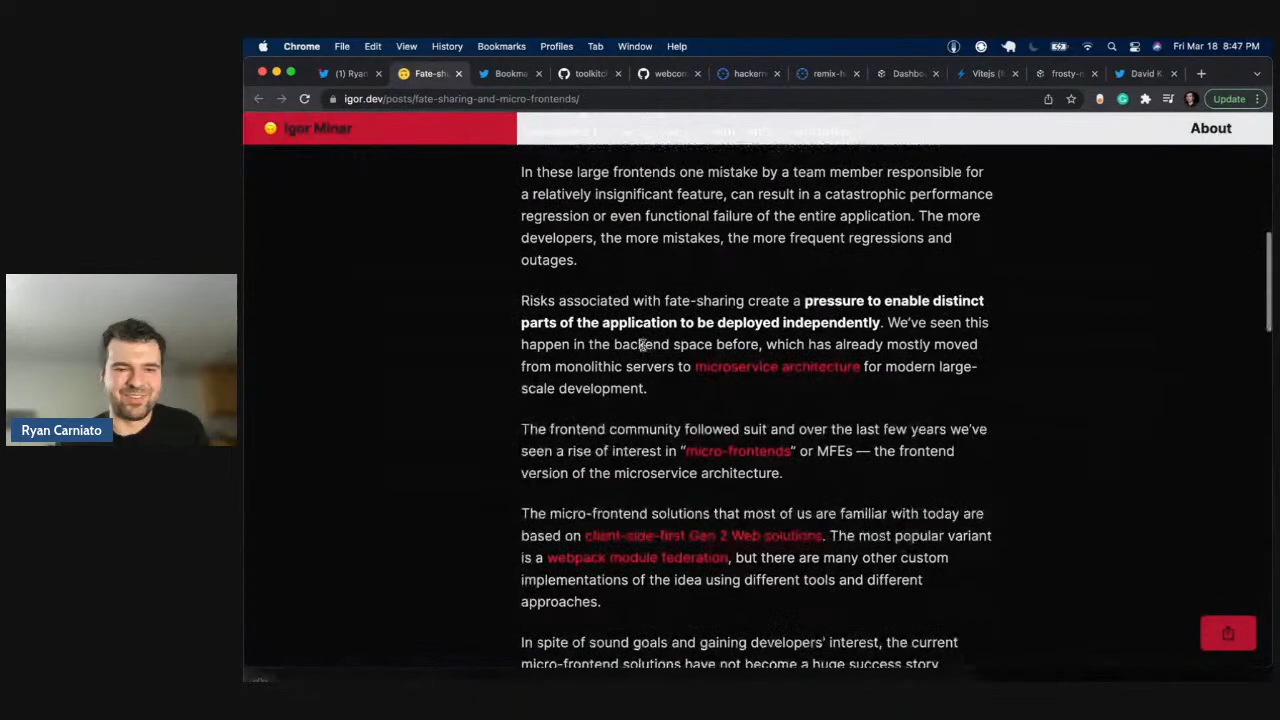 Chrome File Edit View History Bookmarks Profiles Tab Window Help Fri Mar 18 8:47 PM
(1) Ryan Fate-sh Bookma toolkit webcon hackern remix-h Dashbo Vitejs ( frosty-n David K
igor.dev/posts/fate-sharing-and-micro-frontends/ Update
Igor Minar About
In these large frontends one mistake by a team member responsible for
a relatively insignificant feature, can result in a catastrophic performance
regression or even functional failure of the entire application. The more
developers, the more mistakes, the more frequent regressions and
outages.
Risks associated with fate-sharing create a pressure to enable distinct
parts of the application to be deployed independently. We've seen this
happen in the backend space before, which has already mostly moved
from monolithic servers to microservice architecture for modern large-
scale development.
The frontend community followed suit and over the last few years we've
seen a rise of interest in "micro-frontends" or MFEs — the frontend
version of the microservice architecture.
The micro-frontend solutions that most of us are familiar with today are
based on client-side-first Gen 2 Web solutions. The most popular variant
is a webpack module federation, but there are many other custom
implementations of the idea using different tools and different
approaches.
In spite of sound goals and gaining developers' interest, the current
micro-frontend solutions have not become a huge success story
Ryan Carniato